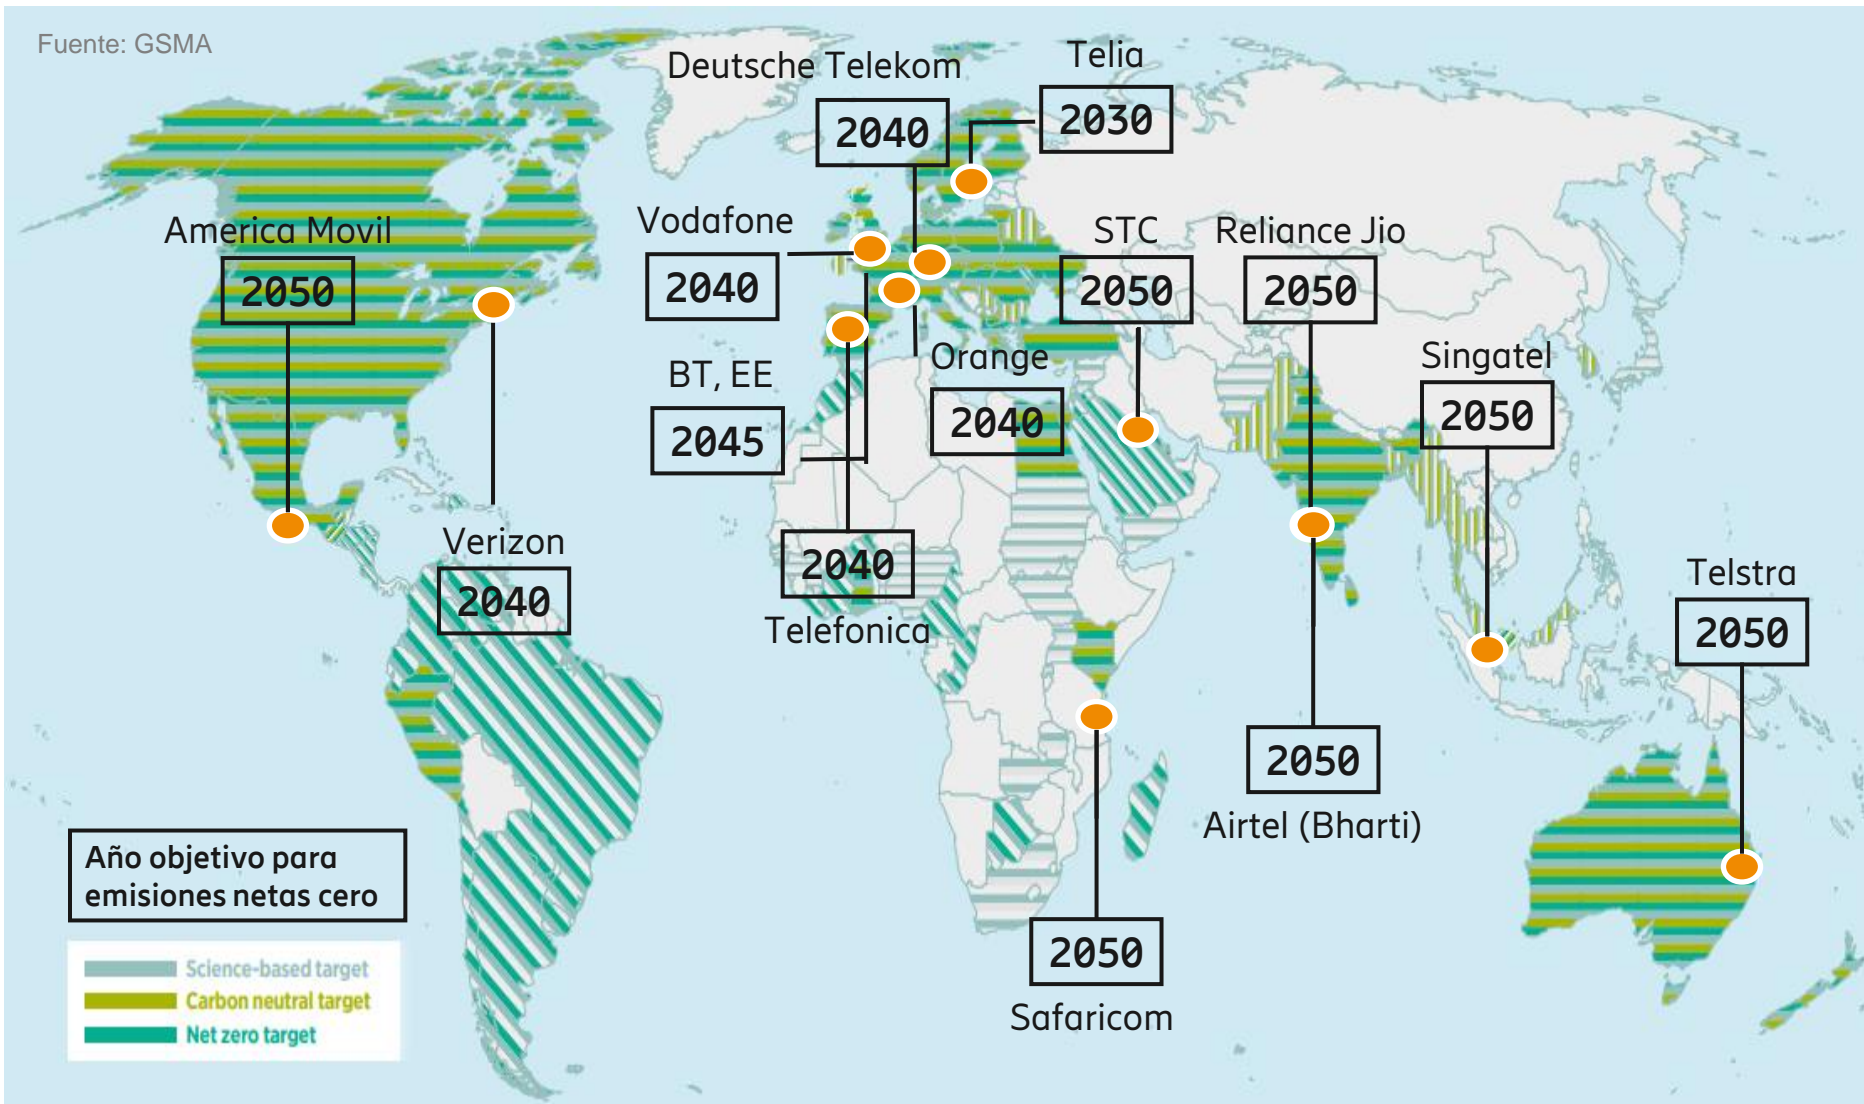 Fuente: GSMA
Deutsche Telekom
2040
Telia
2030
America Movil
2050
Vodafone
2040
STC
2050
Reliance Jio
2050
BT, EE
2045
Orange
2040
Singatel
2050
Verizon
2040
2040
Telefonica
Telstra
2050
2050
Airtel (Bharti)
2050
Safaricom
Año objetivo para
emisiones netas cero
Science-based target
Carbon neutral target
Net zero target